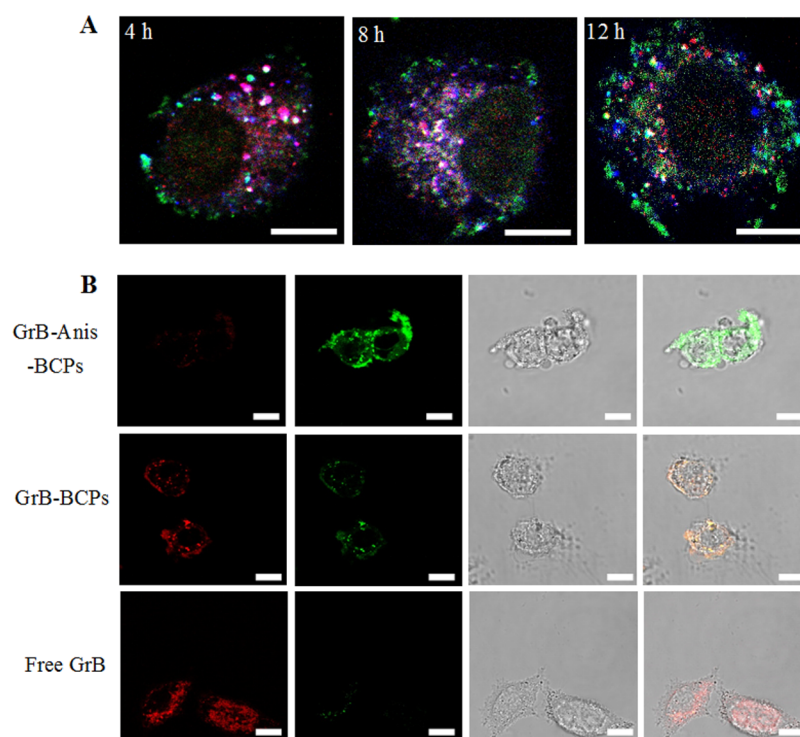 A
4 h
8 h
12 h
B
GrB-Anis
-BCPs
GrB-BCPs
Free GrB